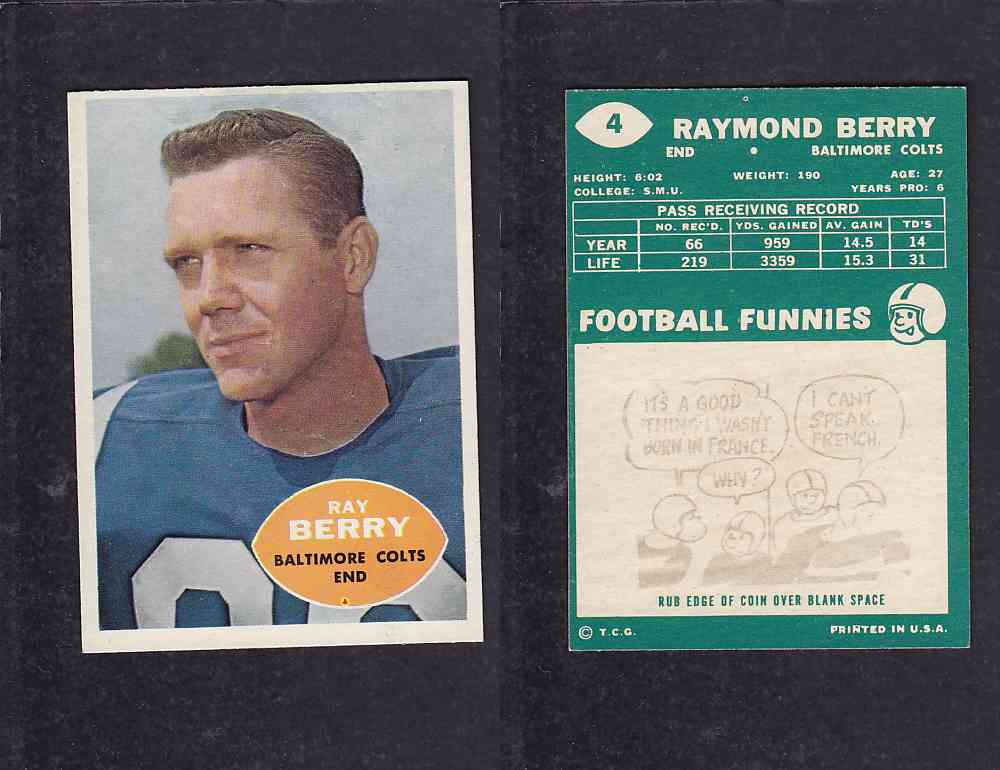 RAY
BERRY
BALTIMORE COLTS
END
4
RAYMOND BERRY
END • BALTIMORE COLTS
HEIGHT: 6:02 WEIGHT: 190 AGE: 27
COLLEGE: S.M.U. YEARS PRO: 6
PASS RECEIVING RECORD
NO. REC'D. YDS. GAINED AV. GAIN TD'S
YEAR 66 959 14.5 14
LIFE 219 3359 15.3 31
FOOTBALL FUNNIES
IT'S A GOOD
THING I WASN'T
BORN IN FRANCE.
WHY?
I CAN'T
SPEAK
FRENCH.
RUB EDGE OF COIN OVER BLANK SPACE
© T.C.G. PRINTED IN U.S.A.